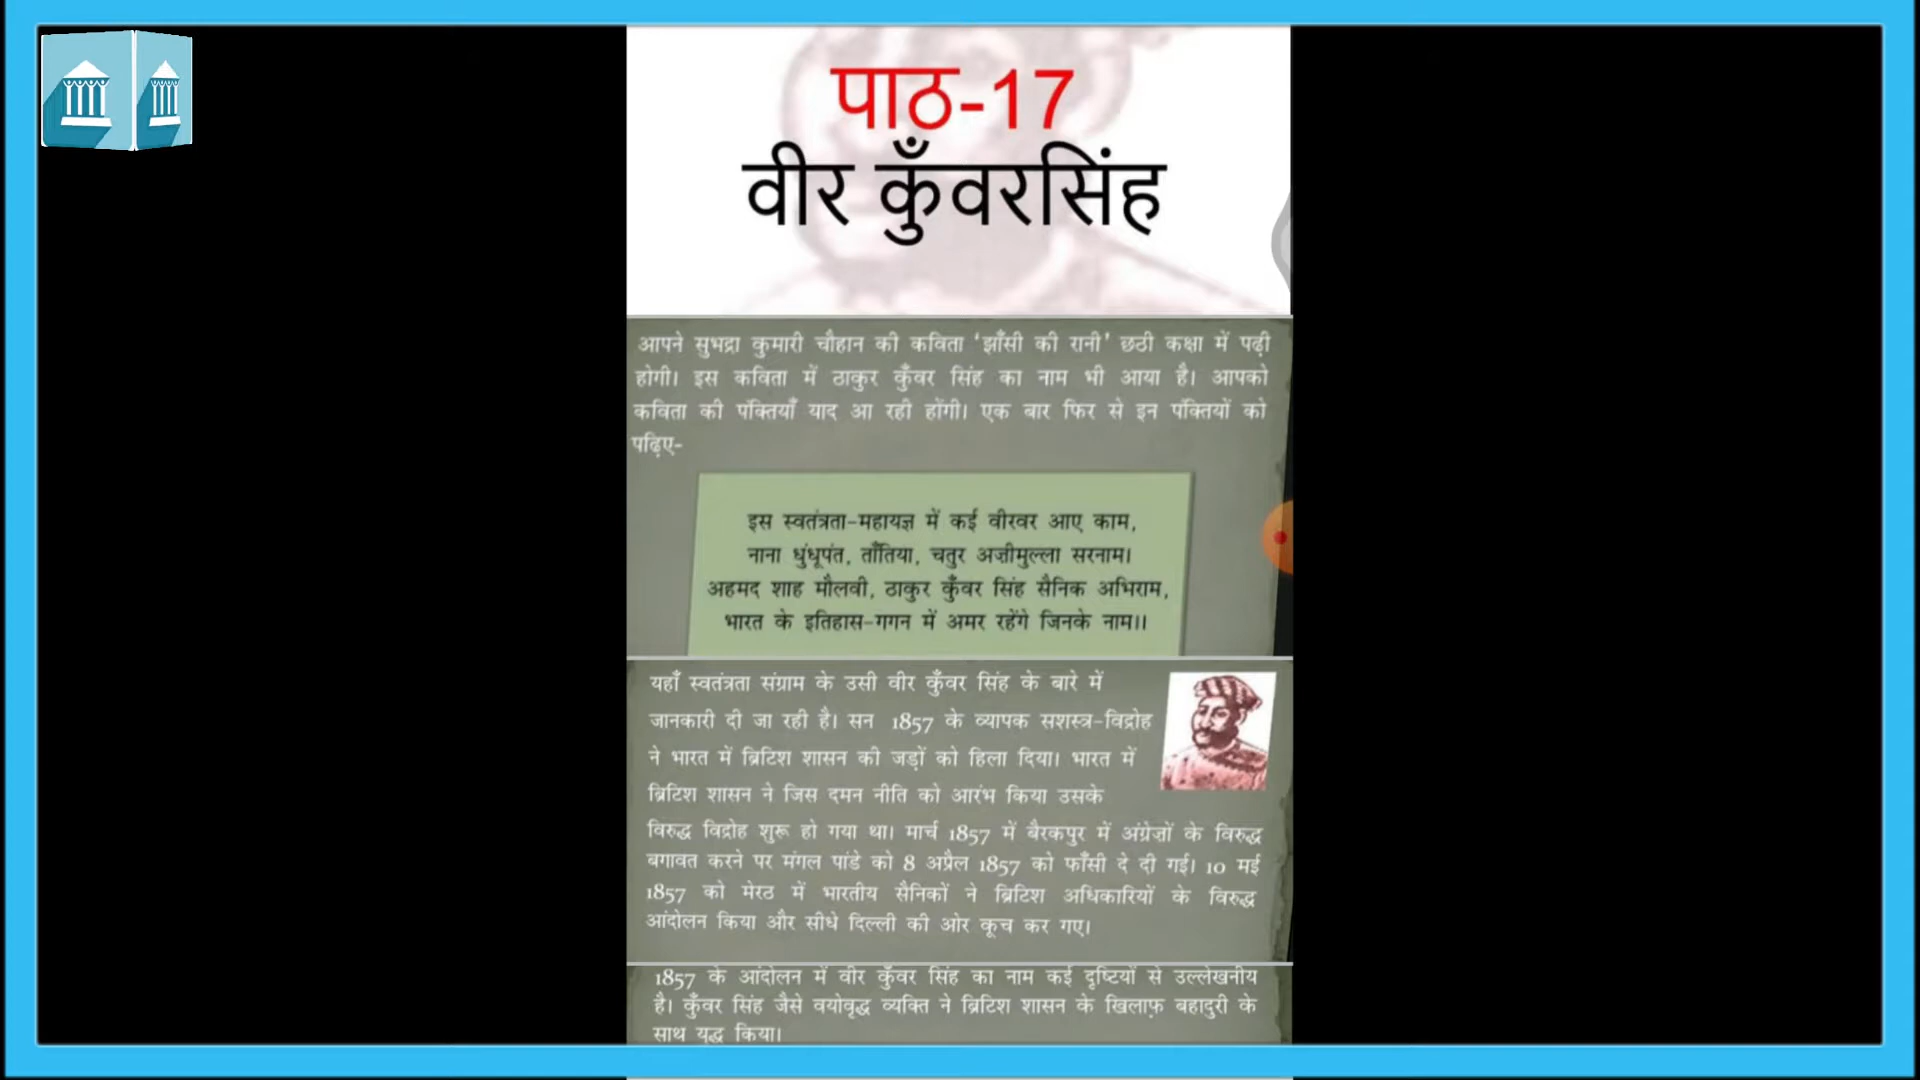 पाठ-17
वीर कुँवरसिंह
आपने सुभद्रा कुमारी चौहान की कविता ‘झाँसी की रानी’ छठी कक्षा में पढ़ी
होगी। इस कविता में ठाकुर कुँवर सिंह का नाम भी आया है। आपको
कविता की पंक्तियाँ याद आ रही होंगी। एक बार फिर से इन पंक्तियों को
पढ़िए-
इस स्वतंत्रता-महायज्ञ में कई वीरवर आए काम,
नाना धुंधूपंत, ताँतिया, चतुर अज़ीमुल्ला सरनाम।
अहमद शाह मौलवी, ठाकुर कुँवर सिंह सैनिक अभिराम,
भारत के इतिहास-गगन में अमर रहेंगे जिनके नाम।।
यहाँ स्वतंत्रता संग्राम के उसी वीर कुँवर सिंह के बारे में
जानकारी दी जा रही है। सन 1857 के व्यापक सशस्त्र-विद्रोह
ने भारत में ब्रिटिश शासन की जड़ों को हिला दिया। भारत में
ब्रिटिश शासन ने जिस दमन नीति को आरंभ किया उसके
विरुद्ध विद्रोह शुरू हो गया था। मार्च 1857 में बैरकपुर में अंग्रेज़ों के विरुद्ध
बगावत करने पर मंगल पांडे को 8 अप्रैल 1857 को फाँसी दे दी गई। 10 मई
1857 को मेरठ में भारतीय सैनिकों ने ब्रिटिश अधिकारियों के विरुद्ध
आंदोलन किया और सीधे दिल्ली की ओर कूच कर गए।
1857 के आंदोलन में वीर कुँवर सिंह का नाम कई दृष्टियों से उल्लेखनीय
है। कुँवर सिंह जैसे वयोवृद्ध व्यक्ति ने ब्रिटिश शासन के खिलाफ़ बहादुरी के
साथ युद्ध किया।